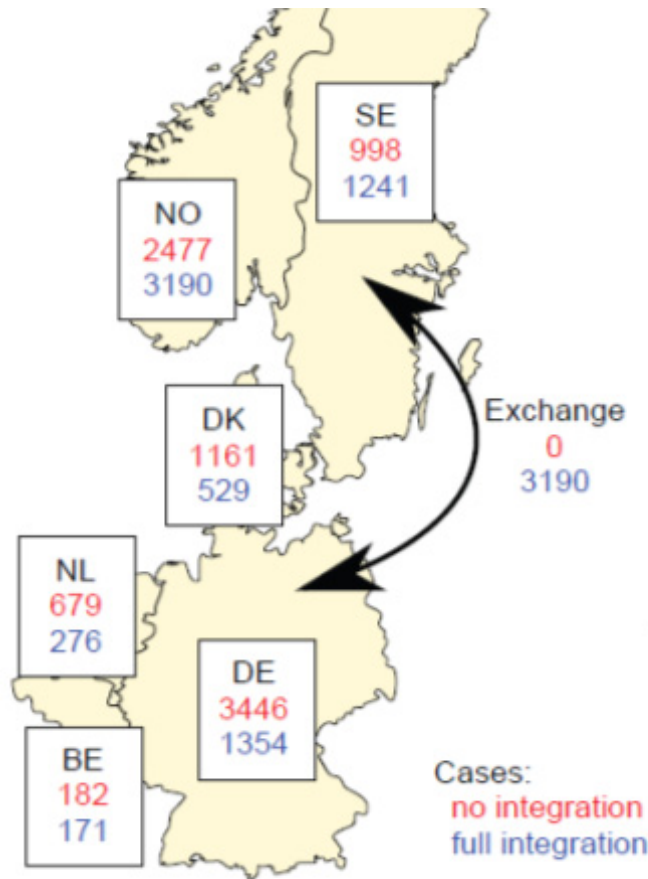 SE
998
1241
NO
2477
3190
DK
1161
529
Exchange
0
3190
NL
679
276
DE
3446
1354
BE
182
171
Cases:
no integration
full integration